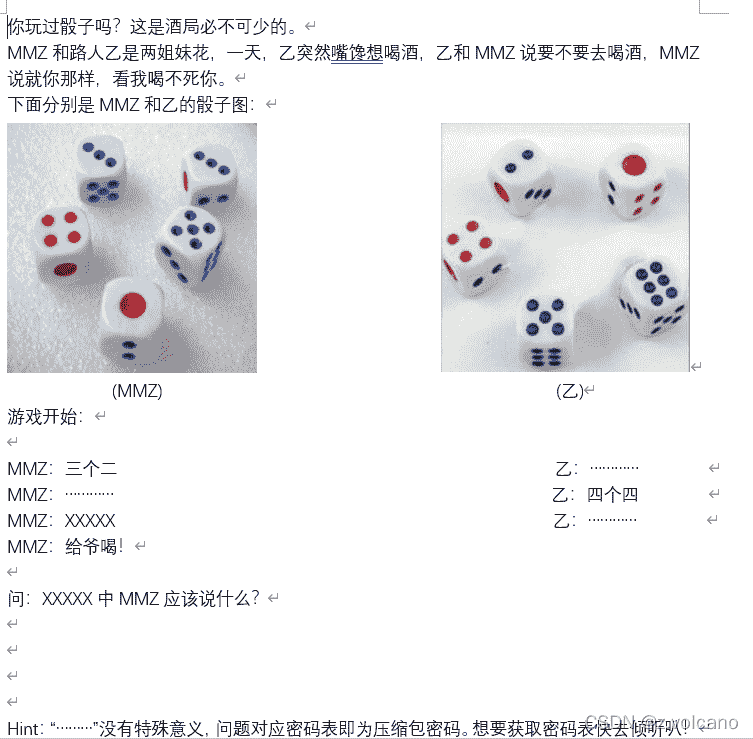 你玩过骰子吗？这是酒局必不可少的。
MMZ 和路人乙是两姐妹花，一天，乙突然嘴馋想喝酒，乙和 MMZ 说要不要去喝酒，MMZ
说就你那样，看我喝不死你。
下面分别是 MMZ 和乙的骰子图：
(MMZ) (乙)
游戏开始：
MMZ：三个二 乙：…………
MMZ：………… 乙：四个四
MMZ：XXXXX 乙：…………
MMZ：给爷喝！
问：XXXXX 中 MMZ 应该说什么？
Hint：“………”没有特殊意义，问题对应密码表即为压缩包密码。想要获取密码表快去倾听叭！